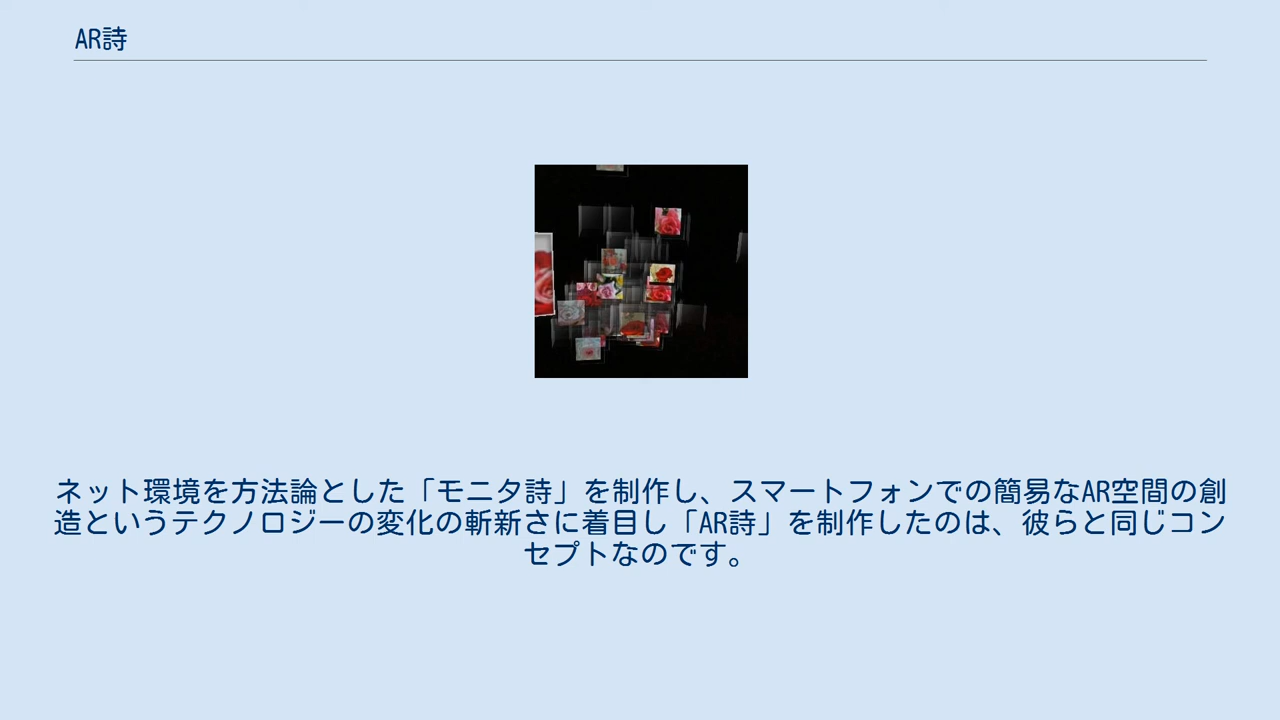 AR詩
ネット環境を方法論とした「モニタ詩」を制作し、スマートフォンでの簡易なAR空間の創
造というテクノロジーの変化の斬新さに着目し「AR詩」を制作したのは、彼らと同じコン
セプトなのです。